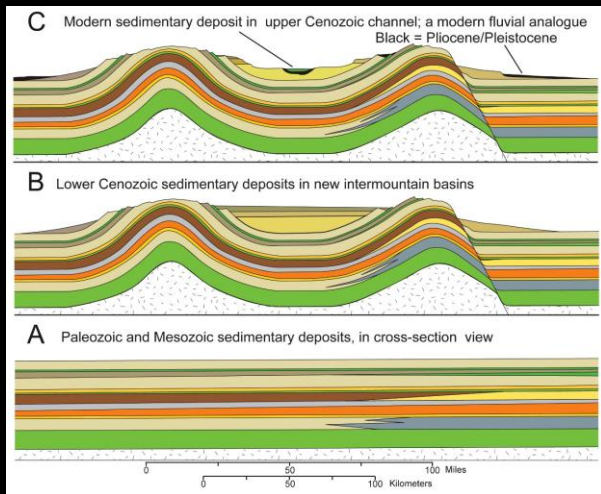 C Modern sedimentary deposit in upper Cenozoic channel; a modern fluvial analogue
Black = Pliocene/Pleistocene
B Lower Cenozoic sedimentary deposits in new intermountain basins
A Paleozoic and Mesozoic sedimentary deposits, in cross-section view
0 50 100 Miles
0 50 100 Kilometers